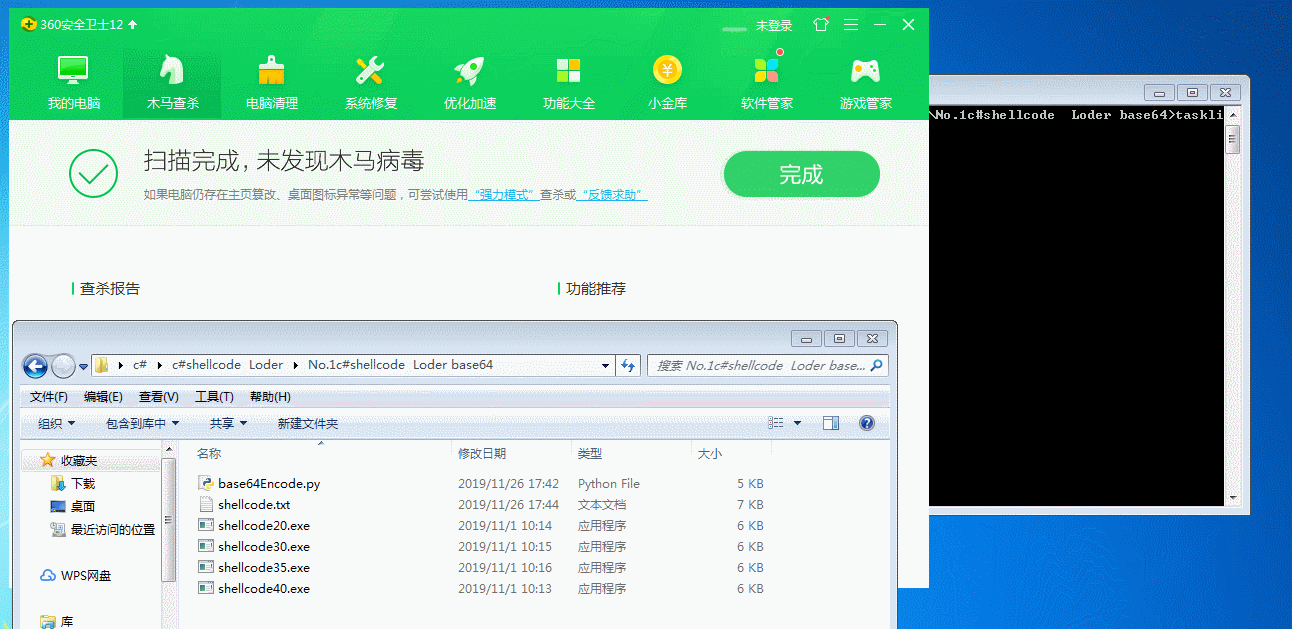 360安全卫士12
未登录
我的电脑
木马查杀
电脑清理
系统修复
优化加速
功能大全
小金库
软件管家
游戏管家
\No.1c#shellcode  Loder base64>taskli
扫描完成，未发现木马病毒
完成
如果电脑仍存在主页篡改、桌面图标异常等问题，可尝试使用“强力模式”查杀或“反馈求助”
查杀报告
功能推荐
c#
c#shellcode  Loder
No.1c#shellcode  Loder base64
搜索 No.1c#shellcode  Loder base...
文件(F)
编辑(E)
查看(V)
工具(T)
帮助(H)
组织
包含到库中
共享
新建文件夹
收藏夹
下载
桌面
最近访问的位置
WPS网盘
库
名称 修改日期 类型 大小
base64Encode.py 2019/11/26 17:42 Python File 5 KB
shellcode.txt 2019/11/26 17:44 文本文档 7 KB
shellcode20.exe 2019/11/1 10:14 应用程序 6 KB
shellcode30.exe 2019/11/1 10:15 应用程序 6 KB
shellcode35.exe 2019/11/1 10:16 应用程序 6 KB
shellcode40.exe 2019/11/1 10:13 应用程序 6 KB